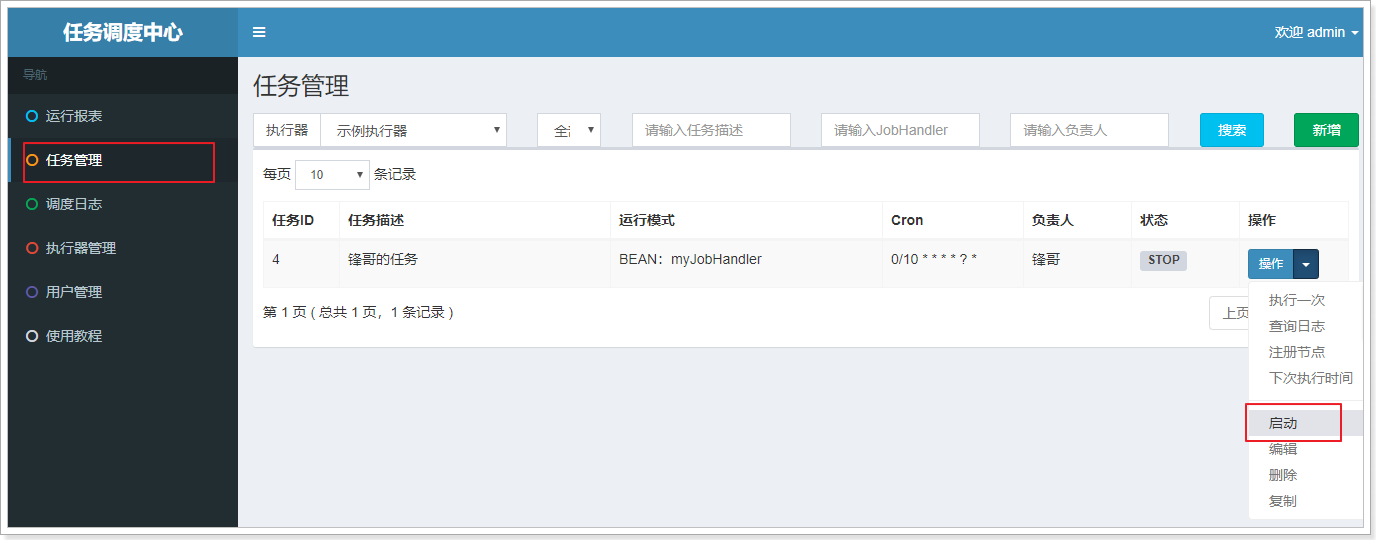 任务调度中心
欢迎 admin
导航
运行报表
任务管理
调度日志
执行器管理
用户管理
使用教程
任务管理
执行器 示例执行器 请输入任务描述 请输入JobHandler 请输入负责人 搜索 新增
每页 10 条记录
任务ID 任务描述 运行模式 Cron 负责人 状态 操作
4 锋哥的任务 BEAN：myJobHandler 0/10 * * * * ? * 锋哥 STOP 操作
第 1 页 ( 总共 1 页，1 条记录 ) 上页
执行一次
查询日志
注册节点
下次执行时间
启动
编辑
删除
复制